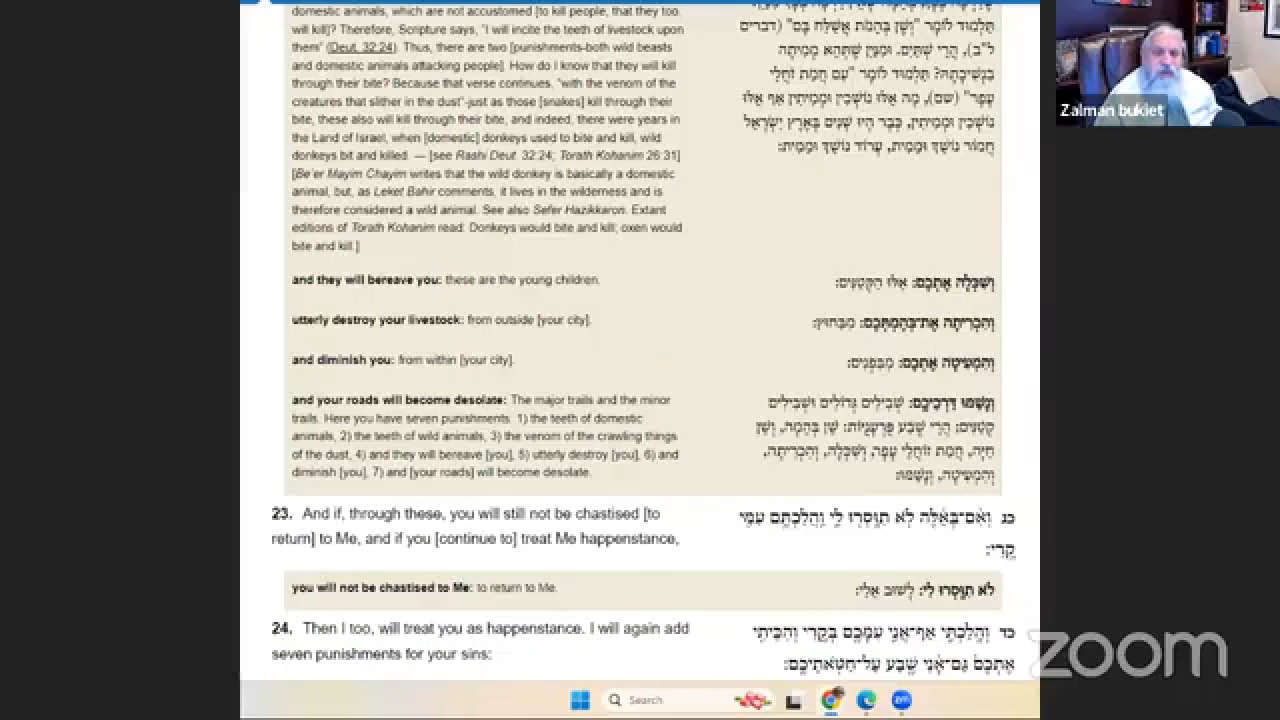 domestic animals, which are not accustomed [to kill people, that they too.
will kill]? Therefore, Scripture says, "I will incite the teeth of livestock upon
them" (Deut. 32:24). Thus, there are two [punishments-both wild beasts
and domestic animals attacking people]. How do I know that they will kill
through their bite? Because that verse continues, "with the venom of the
creatures that slither in the dust"-just as those [snakes] kill through their
bite, these also will kill through their bite, and indeed, there were years in
the Land of Israel, when [domestic] donkeys used to bite and kill, wild
donkeys bit and killed. — [see Rashi Deut. 32:24; Torath Kohanim 26:31]
[Be'er Mayim Chayim writes that the wild donkey is basically a domestic
animal, but, as Leket Bahir comments, it lives in the wilderness and is
therefore considered a wild animal. See also Sefer Hazikkaron. Extant
editions of Torath Kohanim read: Donkeys would bite and kill; oxen would
bite and kill.]
תַּלְמוּד לוֹמַר "וְשֶׁן בְּהֵמֹת אֲשַׁלַּח בָּם" (דברים
ל"ב), הֲרֵי שְׁתַּיִם. וּמִנַּיִן שֶׁתְּהֵא מְמִיתָה
בִנְשִׁיכָתָהּ? תַּלְמוּד לוֹמַר "עִם חֲמַת זֹחֲלֵי
עָפָר" (שם), מָה אֵלּוּ נוֹשְׁכִין וּמְמִיתִין אַף אֵלּוּ
נוֹשְׁכִין וּמְמִיתִין, כְּבָר הָיוּ שָׁנִים בְּאֶרֶץ יִשְׂרָאֵל
חֲמוֹר נוֹשֵׁךְ וּמֵמִית, עָרוֹד נוֹשֵׁךְ וּמֵמִית:
and they will bereave you: these are the young children.
וְשִׁכְּלָה אֶתְכֶם: אֵלּוּ הַקְּטַנִּים:
utterly destroy your livestock: from outside [your city].
וְהִכְרִיתָה אֶת־בְּהֶמְתְּכֶם: מִבַּחוּץ:
and diminish you: from within [your city].
וְהִמְעִיטָה אֶתְכֶם: מִבִּפְנִים:
and your roads will become desolate: The major trails and the minor
trails. Here you have seven punishments. 1) the teeth of domestic
animals, 2) the teeth of wild animals, 3) the venom of the crawling things
of the dust, 4) and they will bereave [you], 5) utterly destroy [you], 6) and
diminish [you], 7) and [your roads] will become desolate.
וְנָשַׁמּוּ דַּרְכֵיכֶם: שְׁבִילִים גְּדוֹלִים וּשְׁבִילִים
קְטַנִּים; הֲרֵי שֶׁבַע פֻּרְעָנֻיּוֹת: שֵׁן בְּהֵמָה, וְשֵׁן
חַיָּה, חֲמַת זוֹחֲלֵי עָפָר, וְשִׁכְּלָה, וְהִכְרִיתָה,
וְהִמְעִיטָה, וְנָשַׁמּוּ:
23. And if, through these, you will still not be chastised [to
return] to Me, and if you [continue to] treat Me happenstance,
כג וְאִם־בְּאֵלֶּה לֹא תִוָּסְרוּ לִי וַהֲלַכְתֶּם עִמִּי
קֶרִי:
you will not be chastised to Me: to return to Me.
לֹא תִוָּסְרוּ לִי: לָשׁוּב אֵלַי:
24. Then I too, will treat you as happenstance. I will again add
seven punishments for your sins:
כד וְהָלַכְתִּי אַף־אֲנִי עִמָּכֶם בְּקֶרִי וְהִכֵּיתִי
אֶתְכֶם גַּם־אָנִי שֶׁבַע עַל־חַטֹּאתֵיכֶם:
Zalman bukiet
zoom
Search
zm